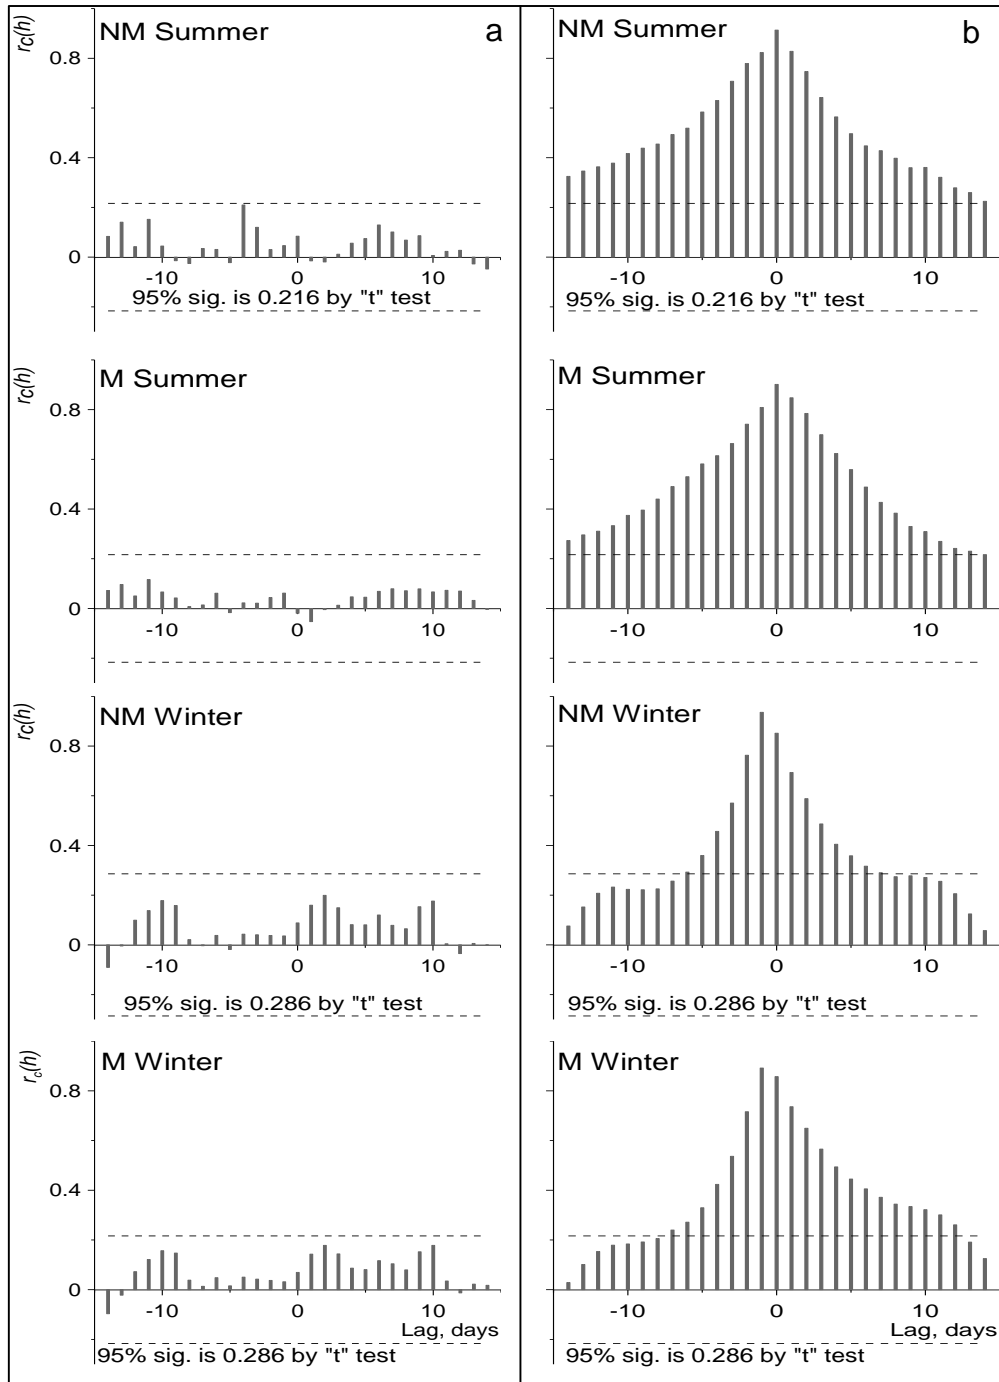 rc(h)
NM Summer
a
0.8
0.4
0
-10 0 10
95% sig. is 0.216 by "t" test
NM Summer
b
-10 0 10
95% sig. is 0.216 by "t" test
rc(h)
M Summer
0.8
0.4
0
-10 0 10
M Summer
-10 0 10
rc(h)
NM Winter
0.8
0.4
0
-10 0 10
95% sig. is 0.286 by "t" test
NM Winter
-10 0 10
95% sig. is 0.286 by "t" test
rc(h)
M Winter
0.8
0.4
0
-10 0 10
Lag, days
95% sig. is 0.286 by "t" test
M Winter
-10 0 10
Lag, days
95% sig. is 0.286 by "t" test